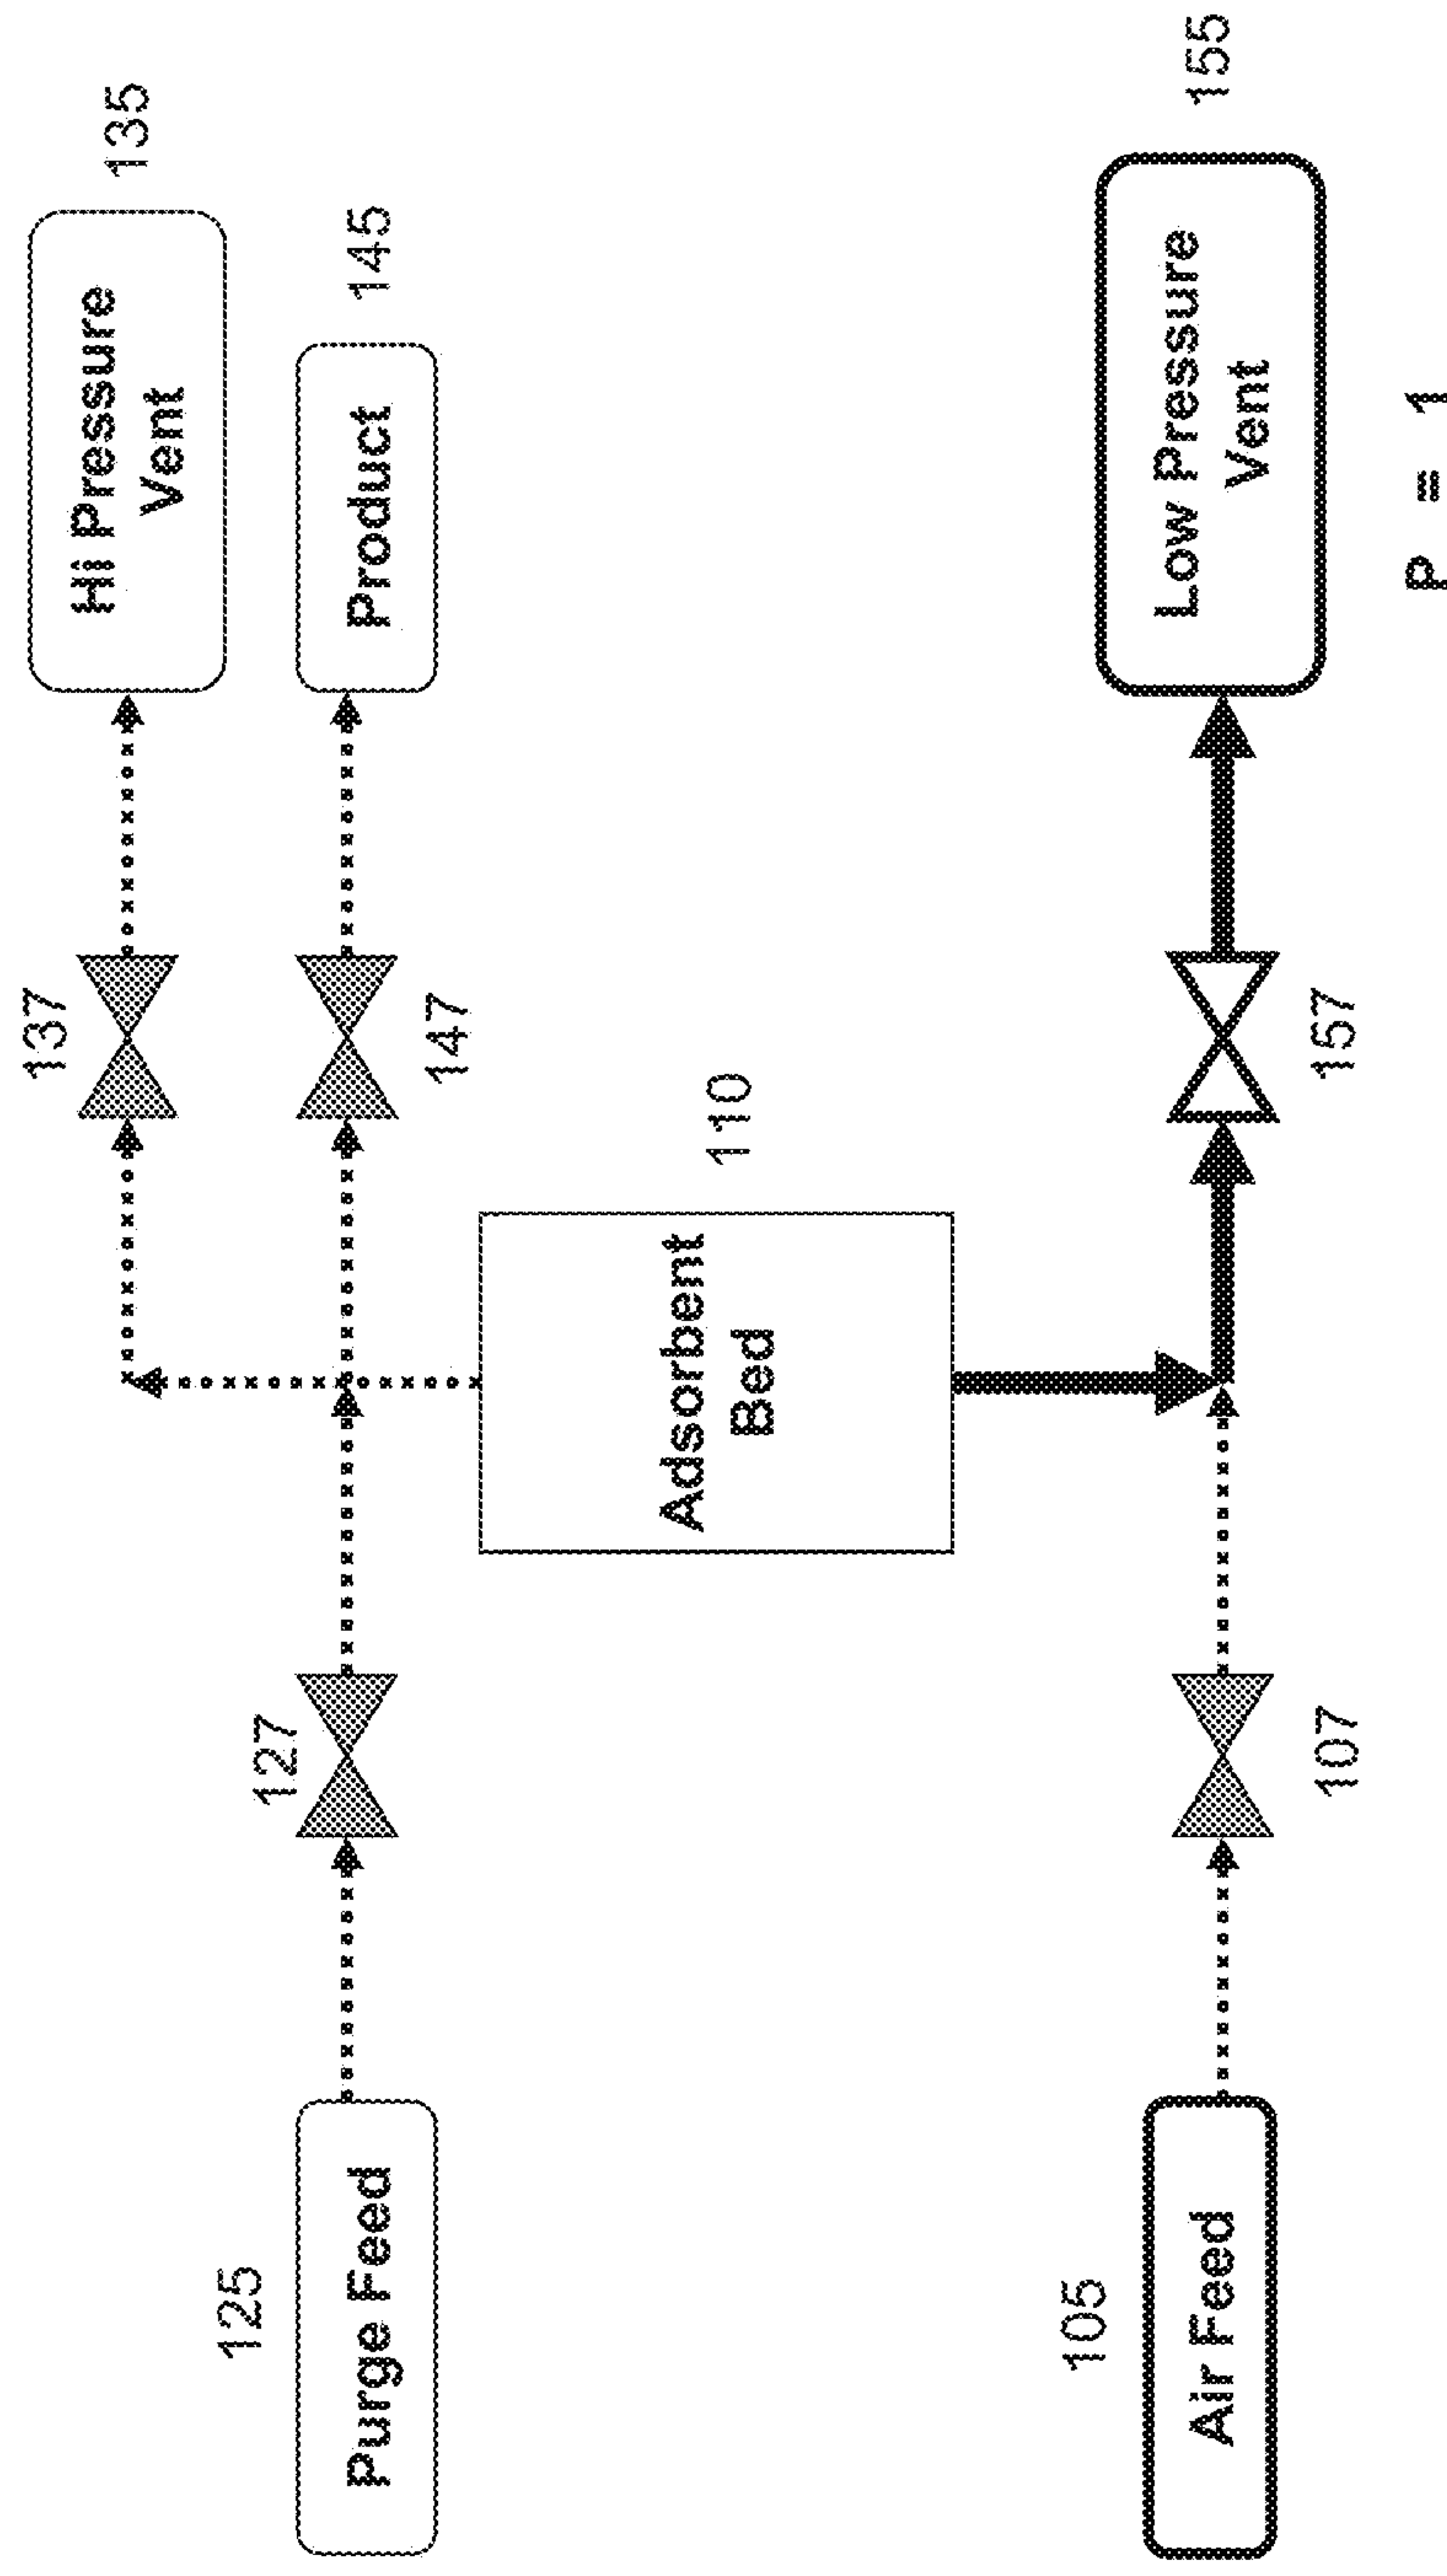 137
Hi Pressure
Vent
135
125
Purge Feed
127
147
Product
145
Adsorbent
Bed
110
105
Air Feed
107
157
Low Pressure
Vent
155
P = 1